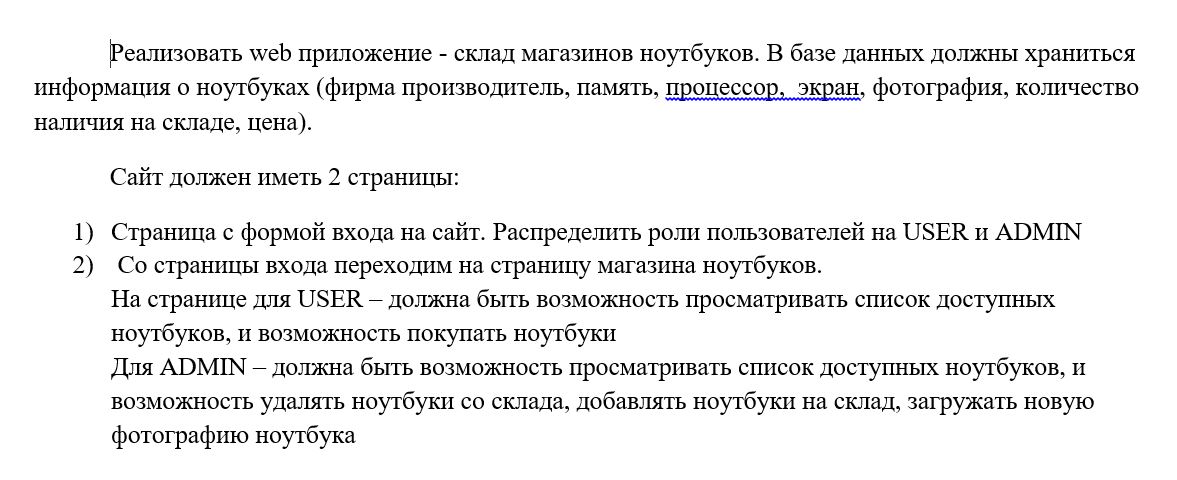 Реализовать web приложение - склад магазинов ноутбуков. В базе данных должны храниться
информация о ноутбуках (фирма производитель, память, процессор,  экран, фотография, количество
наличия на складе, цена).
Сайт должен иметь 2 страницы:
1) Страница с формой входа на сайт. Распределить роли пользователей на USER и ADMIN
2) Со страницы входа переходим на страницу магазина ноутбуков.
На странице для USER – должна быть возможность просматривать список доступных
ноутбуков, и возможность покупать ноутбуки
Для ADMIN – должна быть возможность просматривать список доступных ноутбуков, и
возможность удалять ноутбуки со склада, добавлять ноутбуки на склад, загружать новую
фотографию ноутбука